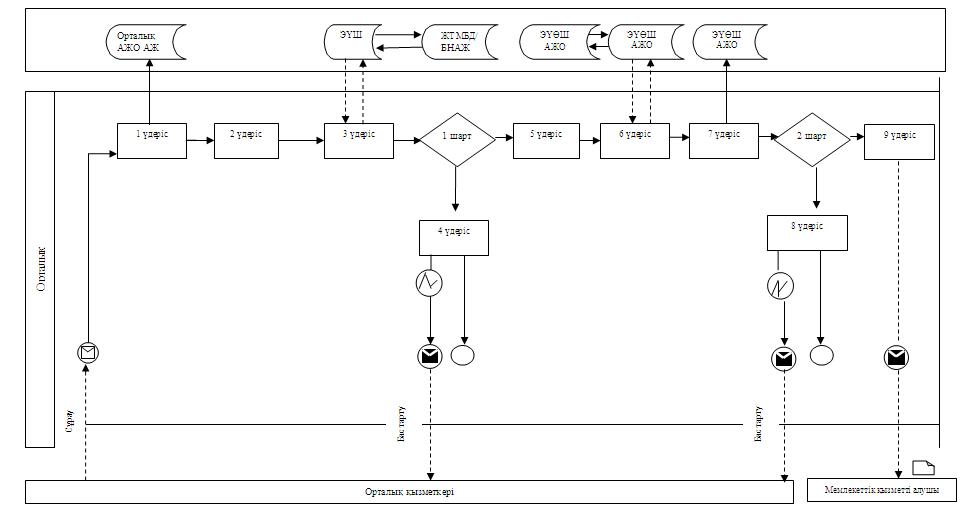 Орталық
АЖО АЖ
ЭҮШ
ЖТМБД/
БНАЖ
ЭҮӨШ
АЖО
ЭҮӨШ
АЖО
ЭҮӨШ
АЖО
1 үдеріс
2 үдеріс
3 үдеріс
1 шарт
5 үдеріс
6 үдеріс
7 үдеріс
2 шарт
9 үдеріс
4 үдеріс
8 үдеріс
Орталық
Сұрау
Бас тарту
Бас тарту
Орталық қызметкері
Мемлекеттік қызметті алушы